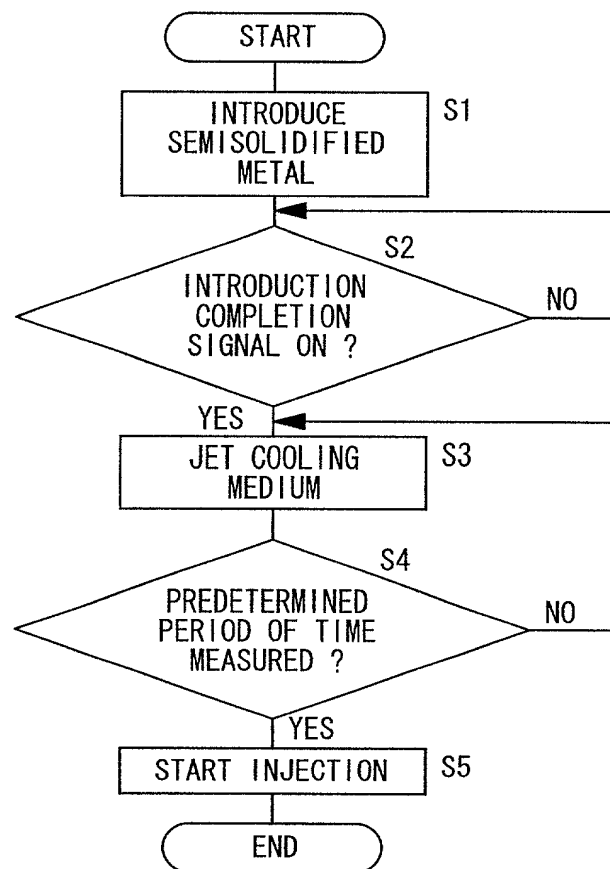 START
INTRODUCE
SEMISOLIDIFIED
METAL
S1
S2
INTRODUCTION
COMPLETION
SIGNAL ON ?
NO
YES
JET COOLING
MEDIUM
S3
S4
PREDETERMINED
PERIOD OF TIME
MEASURED ?
NO
YES
START INJECTION
S5
END